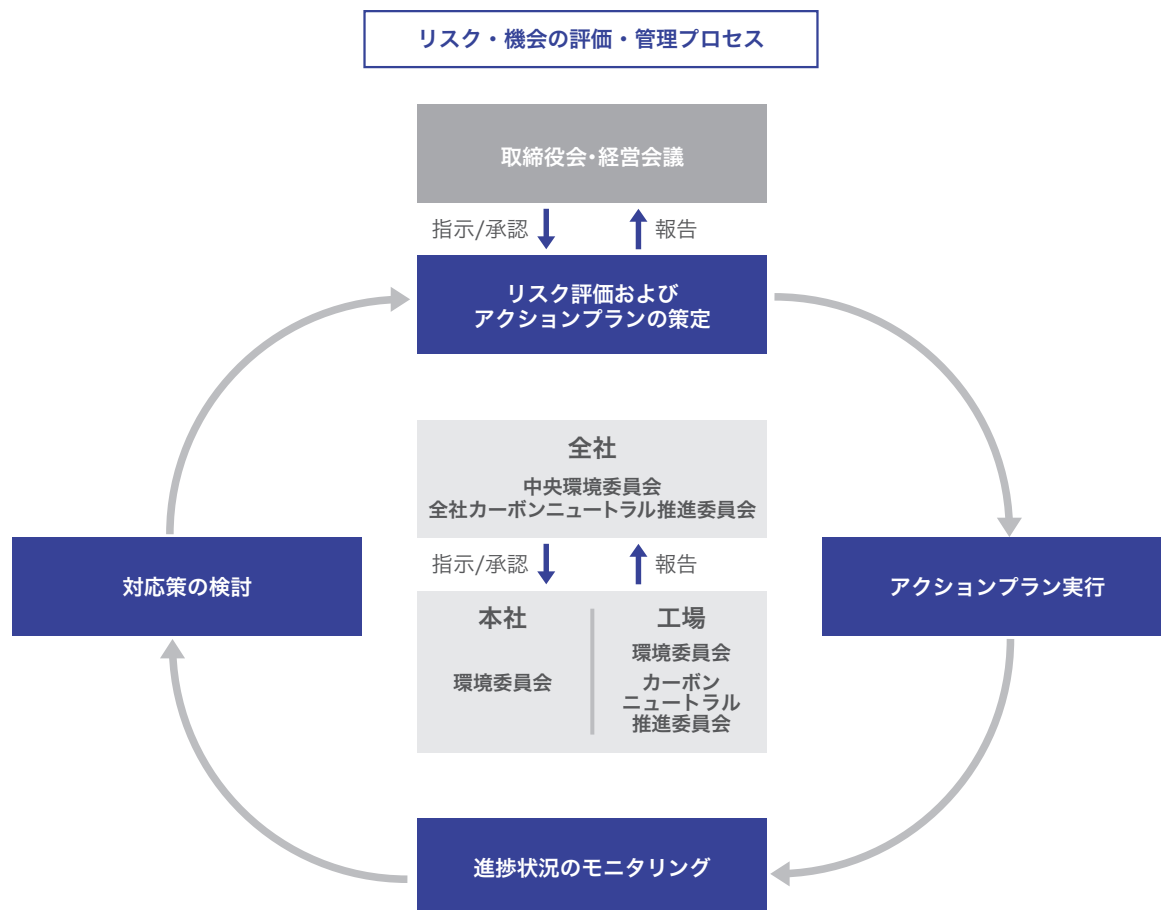 リスク・機会の評価・管理プロセス
取締役会・経営会議
指示/承認
報告
リスク評価および
アクションプランの策定
全社
中央環境委員会
全社カーボンニュートラル推進委員会
対応策の検討
指示/承認
報告
アクションプラン実行
本社
環境委員会
工場
環境委員会
カーボン
ニュートラル
推進委員会
進捗状況のモニタリング